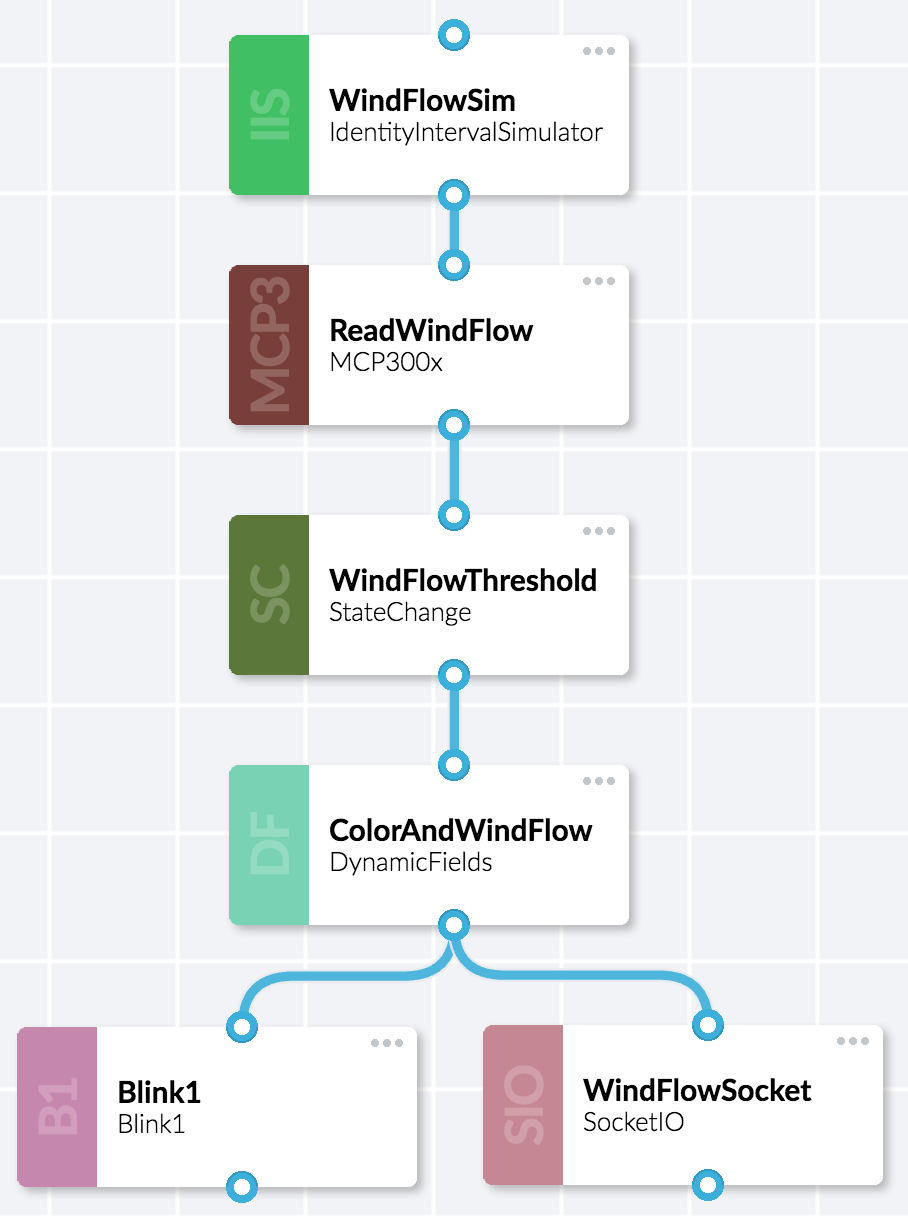 IIS
WindFlowSim
IdentityIntervalSimulator
MCP3
ReadWindFlow
MCP300x
SC
WindFlowThreshold
StateChange
DF
ColorAndWindFlow
DynamicFields
B1
Blink1
Blink1
SIO
WindFlowSocket
SocketIO